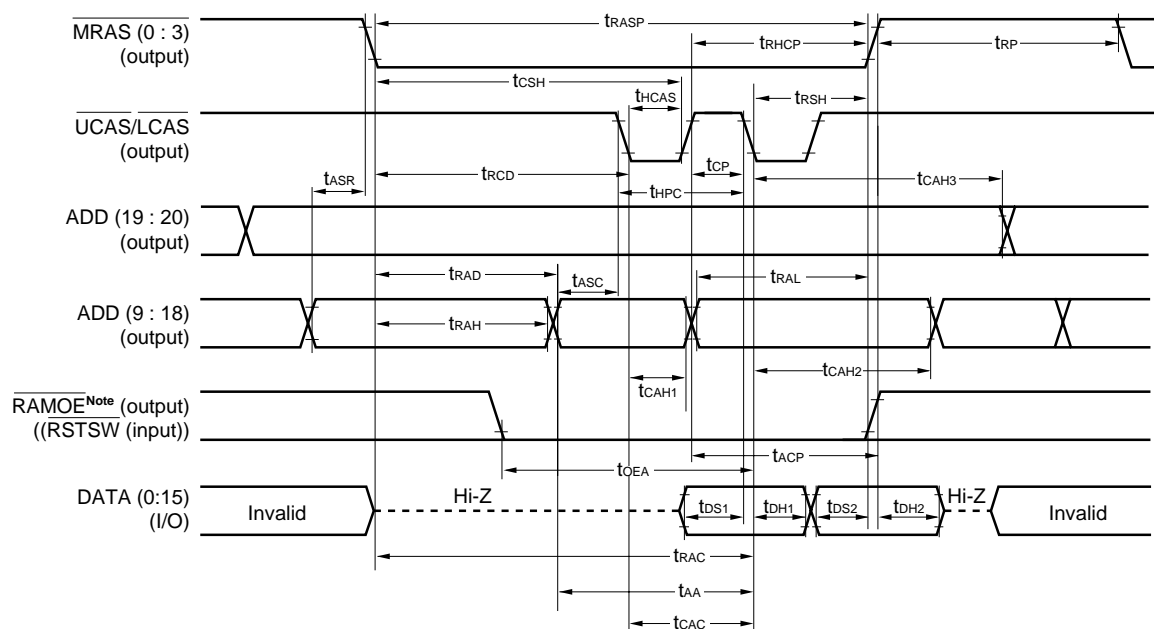 MRAS (0 : 3)
(output)
tRASP
tRHCP
tRP
tCSH
tHCAS
tRSH
UCAS/LCAS
(output)
tASR
tRCD
tCP
tHPC
tCAH3
ADD (19 : 20)
(output)
tRAD
tASC
tRAL
ADD (9 : 18)
(output)
tRAH
tCAH1
tCAH2
RAMOE Note (output)
((RSTSW (input))
tACP
tOEA
DATA (0:15)
(I/O)
Invalid
Hi-Z
tDS1
tDH1
tDS2
tDH2
Hi-Z
Invalid
tRAC
tAA
tCAC